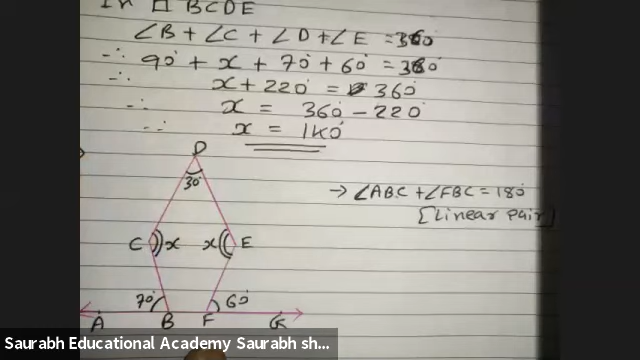 In □ BCDE
∠B + ∠C + ∠D + ∠E = 360°
∴ 90° + x + 70° + 60° = 360°
∴ x + 220° = 360
∴ x = 360° - 220°
∴ x = 140°
D
30°
→ ∠ABC + ∠FBC = 180°
[Linear pair]
C x x E
70° 60°
A B F G
Saurabh Educational Academy Saurabh sh...